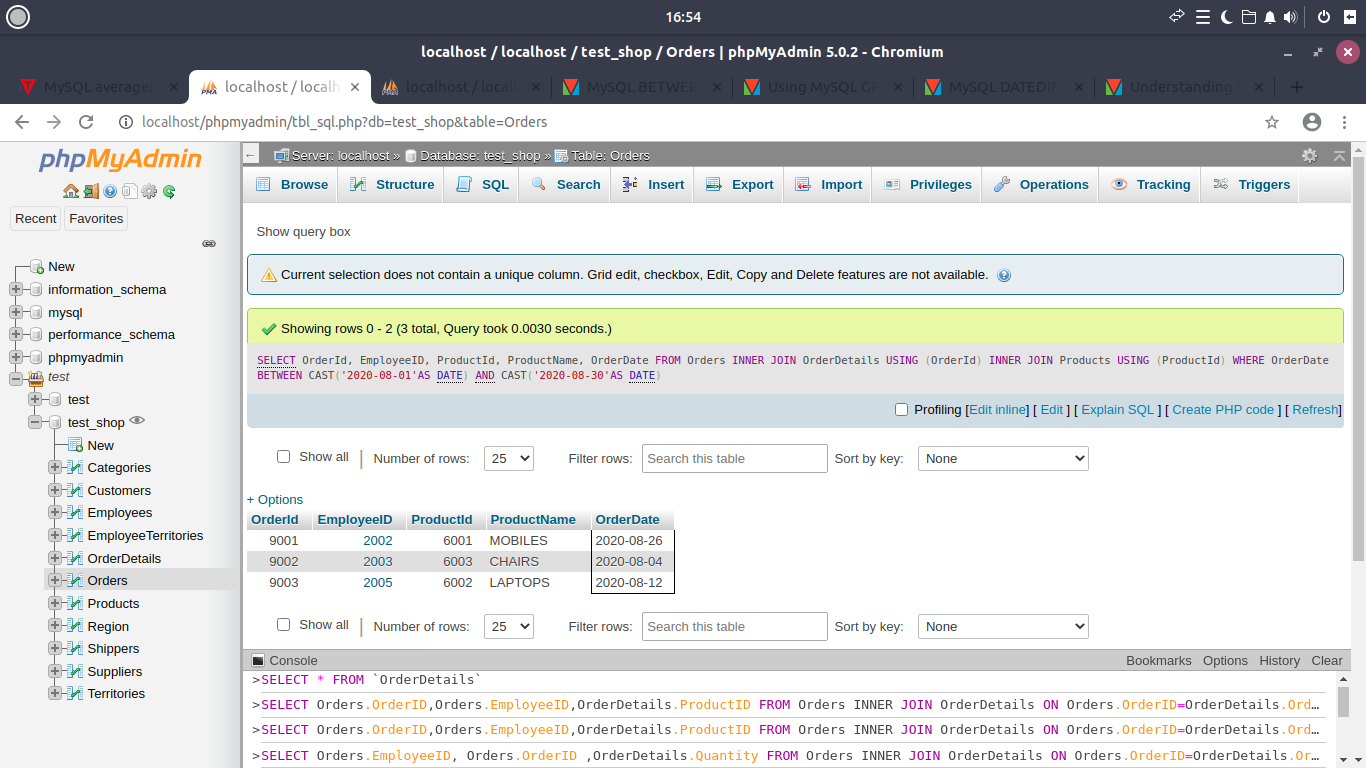 16:54
localhost / localhost / test_shop / Orders | phpMyAdmin 5.0.2 - Chromium
MySQL average
localhost / localh
localhost / localh
MySQL BETWEE
Using MySQL GR
MySQL DATEDIF
Understanding
localhost/phpmyadmin/tbl_sql.php?db=test_shop&table=Orders
phpMyAdmin
Recent Favorites
New
information_schema
mysql
performance_schema
phpmyadmin
test
test
test_shop
New
Categories
Customers
Employees
EmployeeTerritories
OrderDetails
Orders
Products
Region
Shippers
Suppliers
Territories
Server: localhost » Database: test_shop » Table: Orders
Browse Structure SQL Search Insert Export Import Privileges Operations Tracking Triggers
Show query box
Current selection does not contain a unique column. Grid edit, checkbox, Edit, Copy and Delete features are not available.
Showing rows 0 - 2 (3 total, Query took 0.0030 seconds.)
SELECT OrderId, EmployeeID, ProductId, ProductName, OrderDate FROM Orders INNER JOIN OrderDetails USING (OrderId) INNER JOIN Products USING (ProductId) WHERE OrderDate
BETWEEN CAST('2020-08-01'AS DATE) AND CAST('2020-08-30'AS DATE)
Profiling [Edit inline] [ Edit ] [ Explain SQL ] [ Create PHP code ] [ Refresh]
Show all | Number of rows: 25 Filter rows: Search this table Sort by key: None
+ Options
OrderId EmployeeID ProductId ProductName OrderDate
9001 2002 6001 MOBILES 2020-08-26
9002 2003 6003 CHAIRS 2020-08-04
9003 2005 6002 LAPTOPS 2020-08-12
Show all | Number of rows: 25 Filter rows: Search this table Sort by key: None
Console Bookmarks Options History Clear
>SELECT * FROM `OrderDetails`
>SELECT Orders.OrderID,Orders.EmployeeID,OrderDetails.ProductID FROM Orders INNER JOIN OrderDetails ON Orders.OrderID=OrderDetails.Ord…
>SELECT Orders.OrderID,Orders.EmployeeID,OrderDetails.ProductID FROM Orders INNER JOIN OrderDetails ON Orders.OrderID=OrderDetails.Ord…
>SELECT Orders.EmployeeID, Orders.OrderID ,OrderDetails.Quantity FROM Orders INNER JOIN OrderDetails ON Orders.OrderID=OrderDetails.Or…